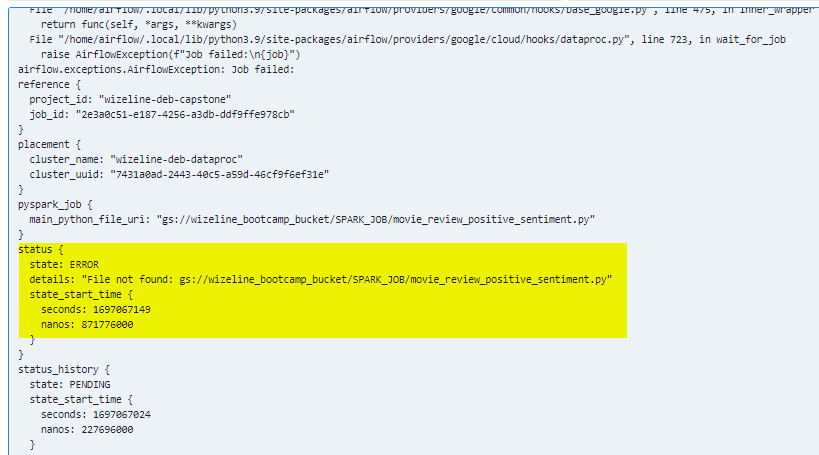 File "/home/airflow/.local/lib/python3.9/site-packages/airflow/providers/google/common/hooks/base_google.py", line 475, in inner_wrapper
return func(self, *args, **kwargs)
File "/home/airflow/.local/lib/python3.9/site-packages/airflow/providers/google/cloud/hooks/dataproc.py", line 723, in wait_for_job
raise AirflowException(f"Job failed:\n{job}")
airflow.exceptions.AirflowException: Job failed:
reference {
project_id: "wizeline-deb-capstone"
job_id: "2e3a0c51-e187-4256-a3db-ddf9ffe978cb"
}
placement {
cluster_name: "wizeline-deb-dataproc"
cluster_uuid: "7431a0ad-2443-40c5-a59d-46cf9f6ef31e"
}
pyspark_job {
main_python_file_uri: "gs://wizeline_bootcamp_bucket/SPARK_JOB/movie_review_positive_sentiment.py"
}
status {
state: ERROR
details: "File not found: gs://wizeline_bootcamp_bucket/SPARK_JOB/movie_review_positive_sentiment.py"
state_start_time {
seconds: 1697067149
nanos: 871776000
}
}
status_history {
state: PENDING
state_start_time {
seconds: 1697067024
nanos: 227696000
}